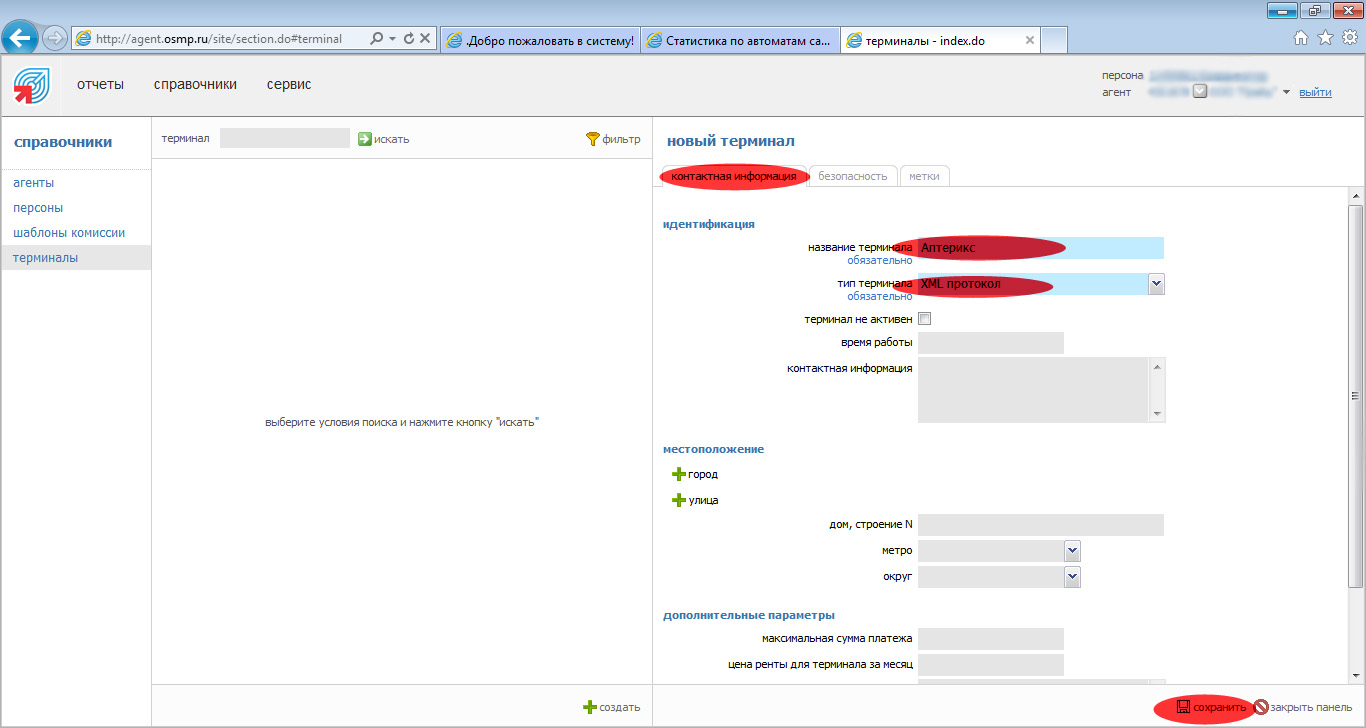 http://agent.osmp.ru/site/section.do#terminal
.Добро пожаловать в систему!
Статистика по автоматам са...
терминалы - index.do
отчеты
справочники
сервис
персона
агент
выйти
справочники
агенты
персоны
шаблоны комиссии
терминалы
терминал
искать
фильтр
выберите условия поиска и нажмите кнопку "искать"
создать
новый терминал
контактная информация
безопасность
метки
идентификация
название терминала Аптерикс
обязательно
тип терминала XML протокол
обязательно
терминал не активен
время работы
контактная информация
местоположение
город
улица
дом, строение N
метро
округ
дополнительные параметры
максимальная сумма платежа
цена ренты для терминала за месяц
сохранить
закрыть панель